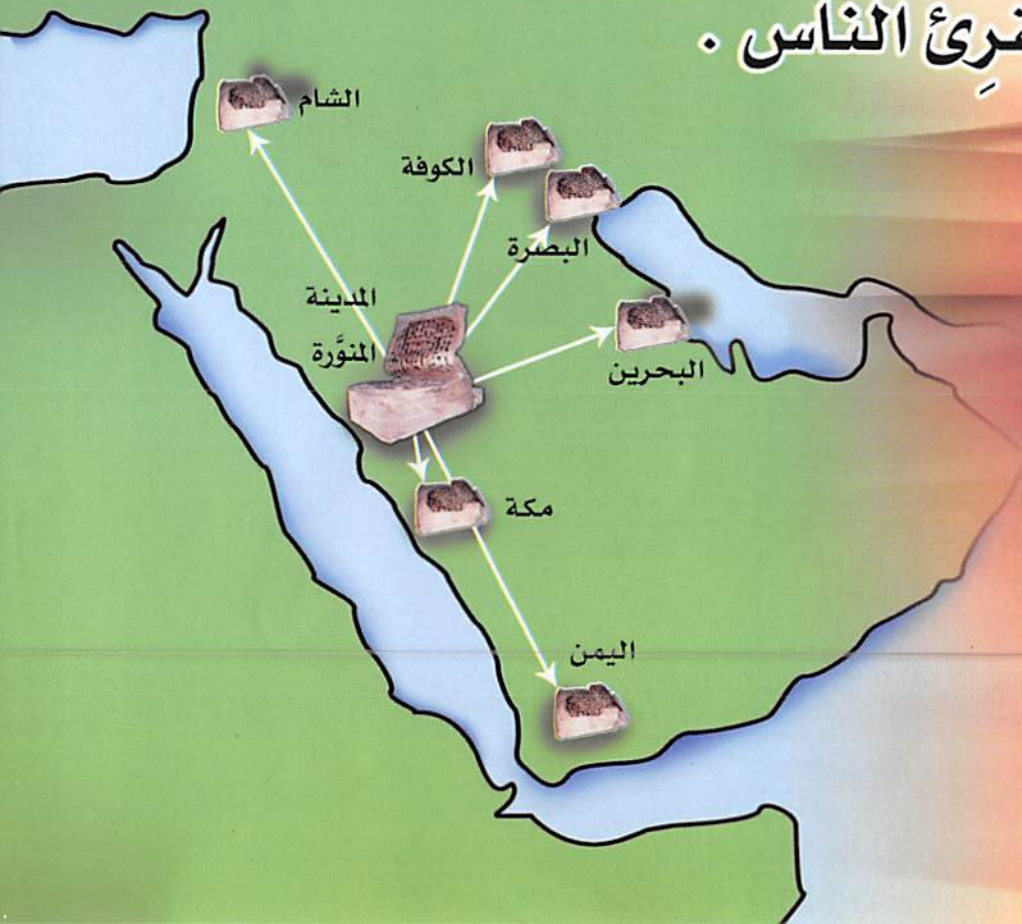 الناس .
الشام
الكوفة
البصرة
المدينة
المنوَّرة
البحرين
مكة
اليمن